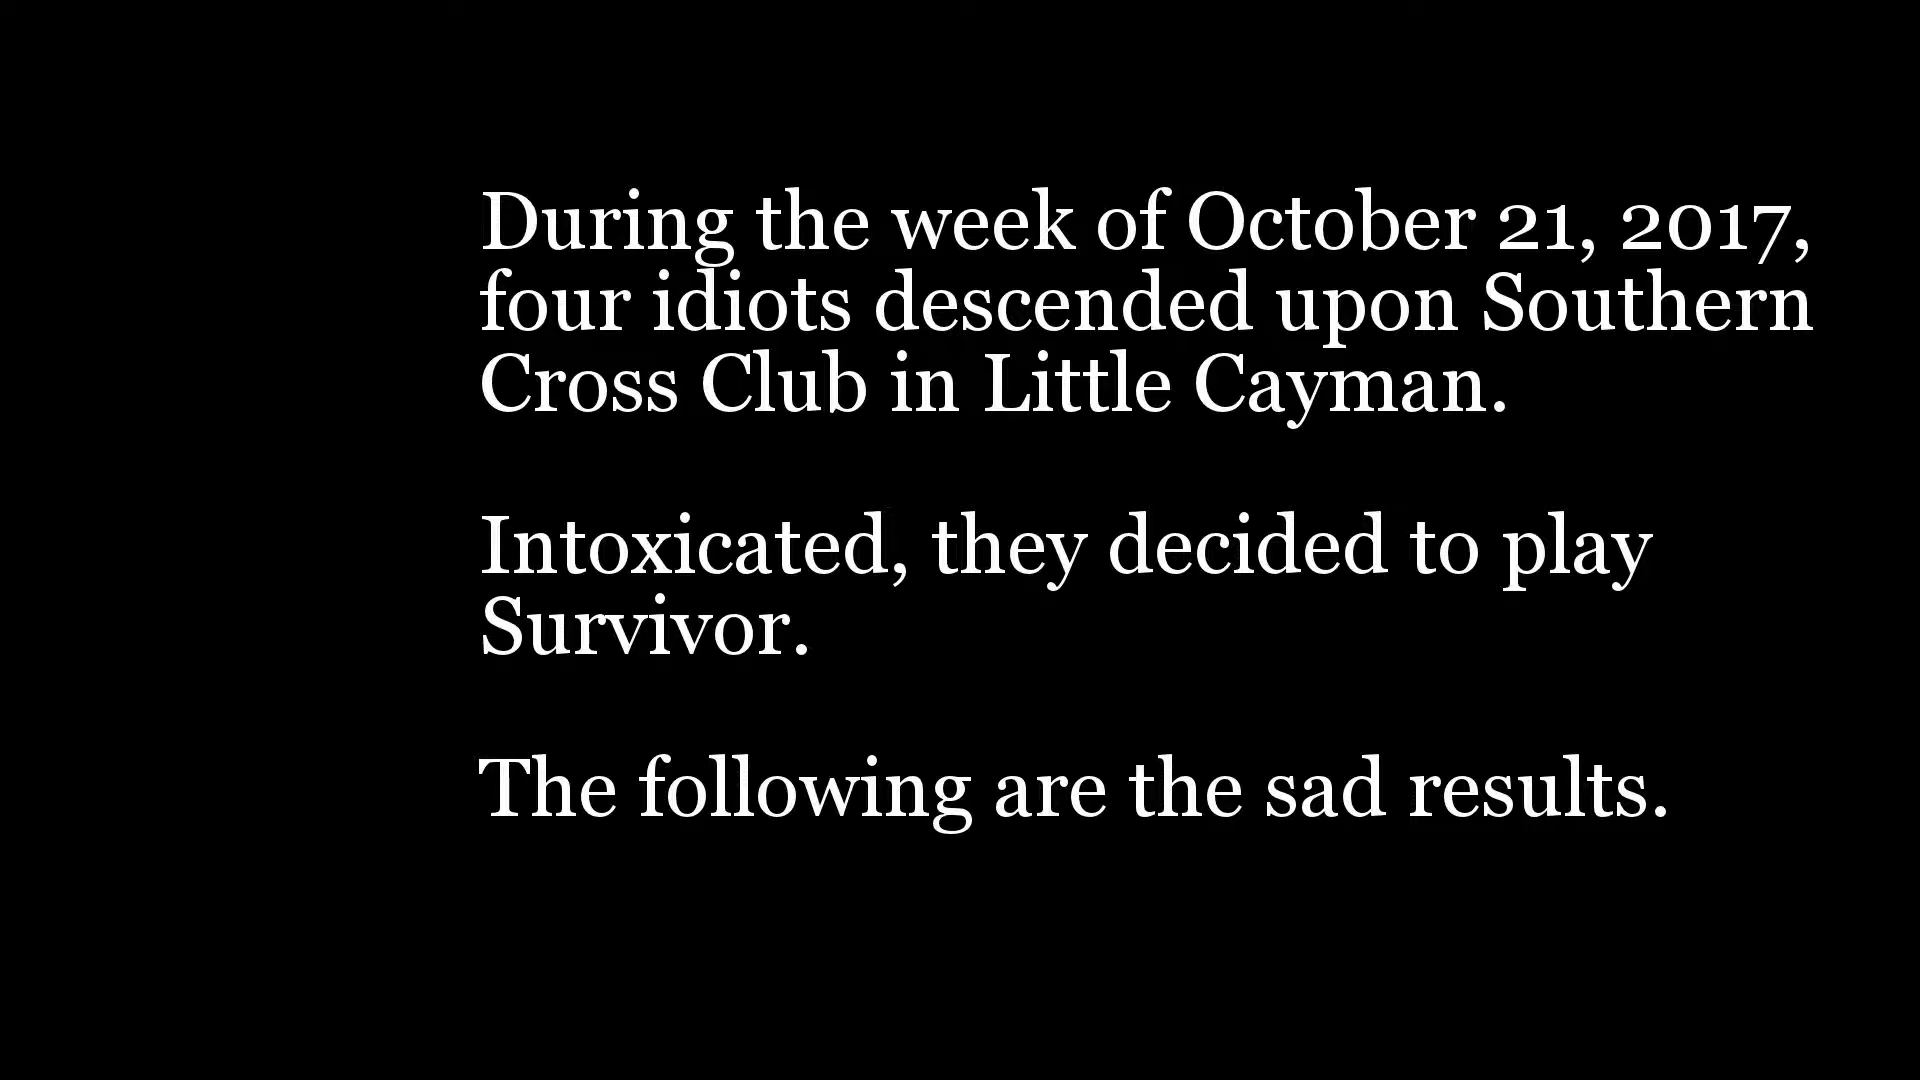 During the week of October 21, 2017,
four idiots descended upon Southern
Cross Club in Little Cayman.
Intoxicated, they decided to play
Survivor.
The following are the sad results.